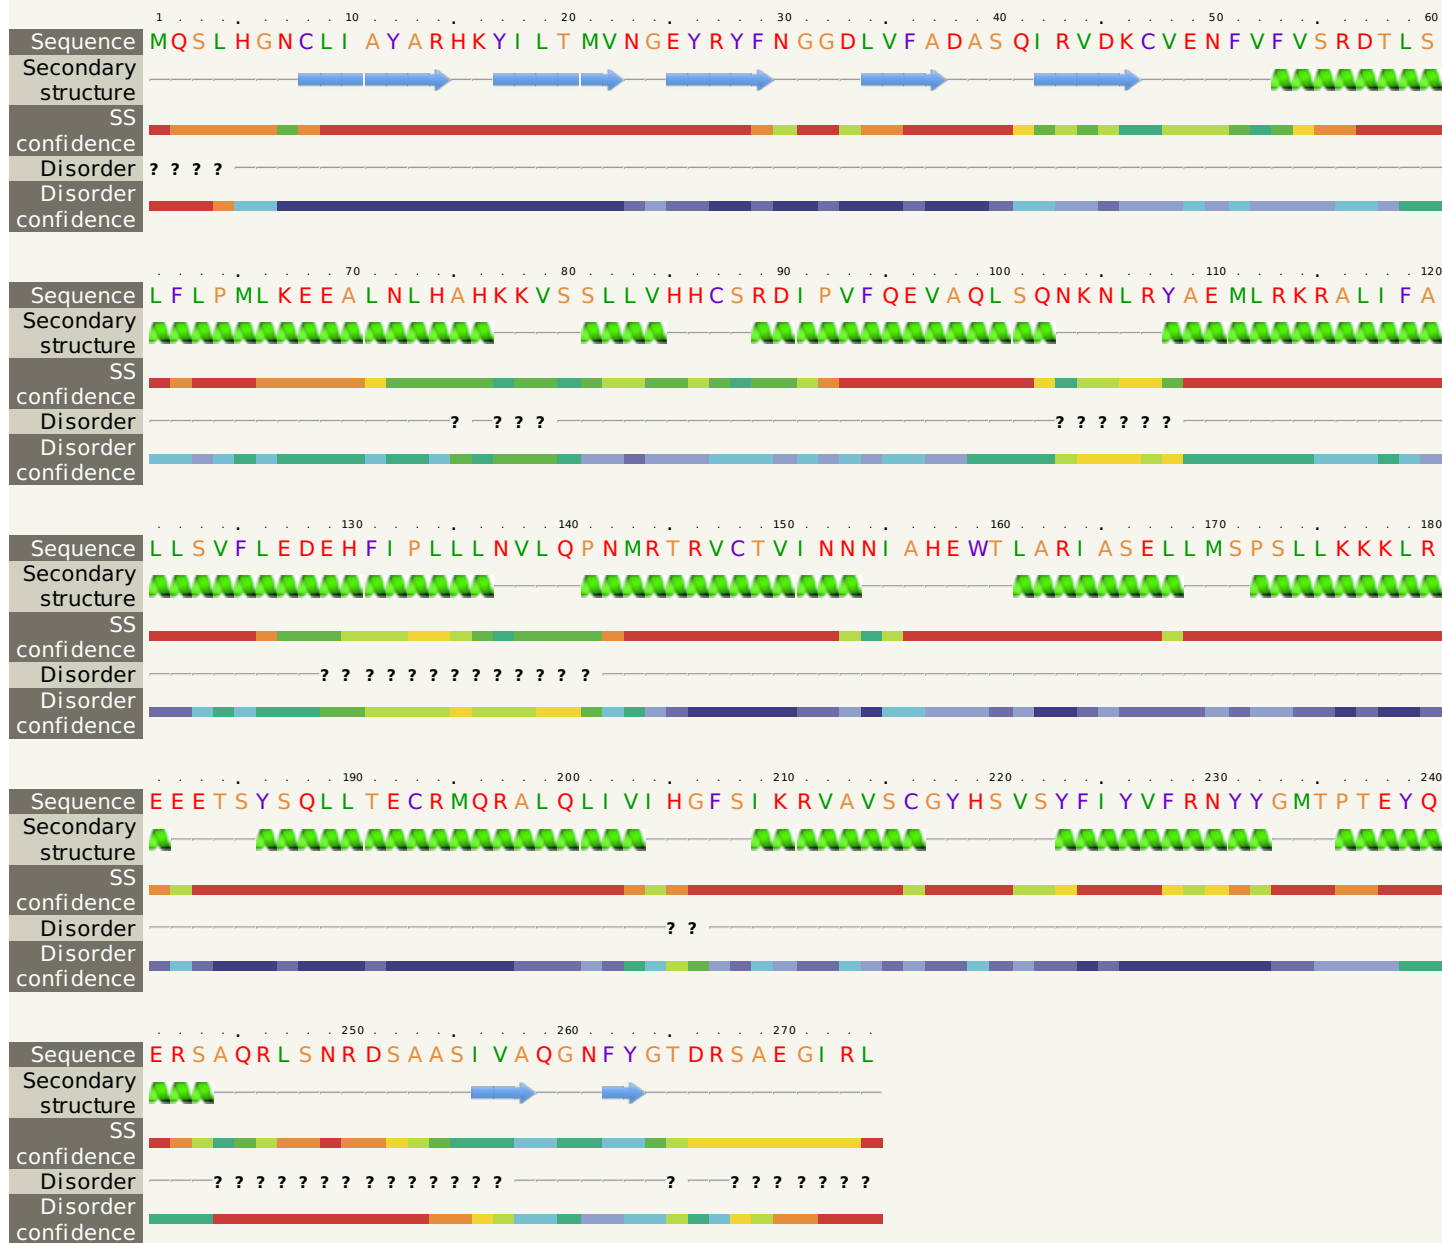 1 10 20 30 40 50 60
Sequence M Q S L H G N C L I A Y A R H K Y I L T M V N G E Y R Y F N G G D L V F A D A S Q I R V D K C V E N F V F V S R D T L S
Secondary
structure
SS
confidence
Disorder ? ? ? ?
Disorder
confidence
70 80 90 100 110 120
Sequence L F L P M L K E E A L N L H A H K K V S S L L V H H C S R D I P V F Q E V A Q L S Q N K N L R Y A E M L R K R A L I F A
Secondary
structure
SS
confidence
Disorder ? ? ? ? ? ? ? ? ? ?
Disorder
confidence
130 140 150 160 170 180
Sequence L L S V F L E D E H F I P L L L N V L Q P N M R T R V C T V I N N N I A H E W T L A R I A S E L L M S P S L L K K K L R
Secondary
structure
SS
confidence
Disorder ? ? ? ? ? ? ? ? ? ? ? ? ?
Disorder
confidence
190 200 210 220 230 240
Sequence E E E T S Y S Q L L T E C R M Q R A L Q L I V I H G F S I K R V A V S C G Y H S V S Y F I Y V F R N Y Y G M T P T E Y Q
Secondary
structure
SS
confidence
Disorder ? ?
Disorder
confidence
250 260 270
Sequence E R S A Q R L S N R D S A A S I V A Q G N F Y G T D R S A E G I R L
Secondary
structure
SS
confidence
Disorder ? ? ? ? ? ? ? ? ? ? ? ? ? ? ? ? ? ? ? ? ? ?
Disorder
confidence